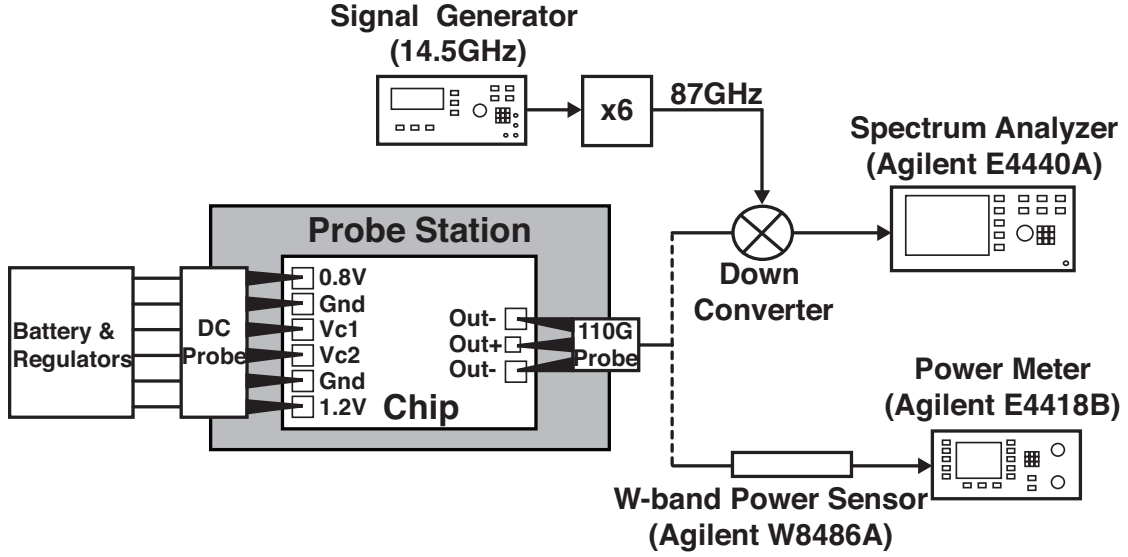 Signal Generator
(14.5GHz)
x6
87GHz
Spectrum Analyzer
(Agilent E4440A)
Probe Station
Down
Converter
Battery &
Regulators
DC
Probe
0.8V
Gnd
Vc1
Vc2
Gnd
1.2V
Chip
Out-
Out+
Out-
110G
Probe
Power Meter
(Agilent E4418B)
W-band Power Sensor
(Agilent W8486A)